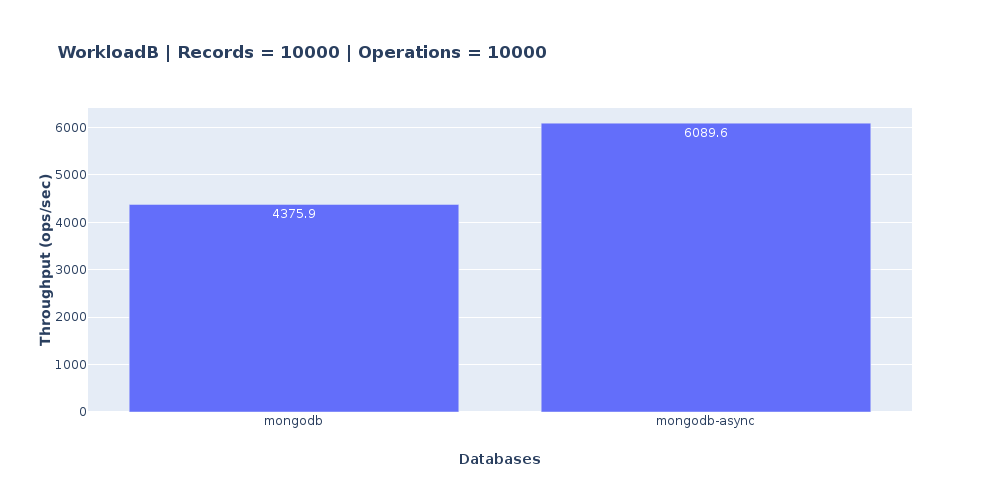 WorkloadB | Records = 10000 | Operations = 10000
Throughput (ops/sec)
6000
5000
4000
3000
2000
1000
0
4375.9
6089.6
mongodb
mongodb-async
Databases